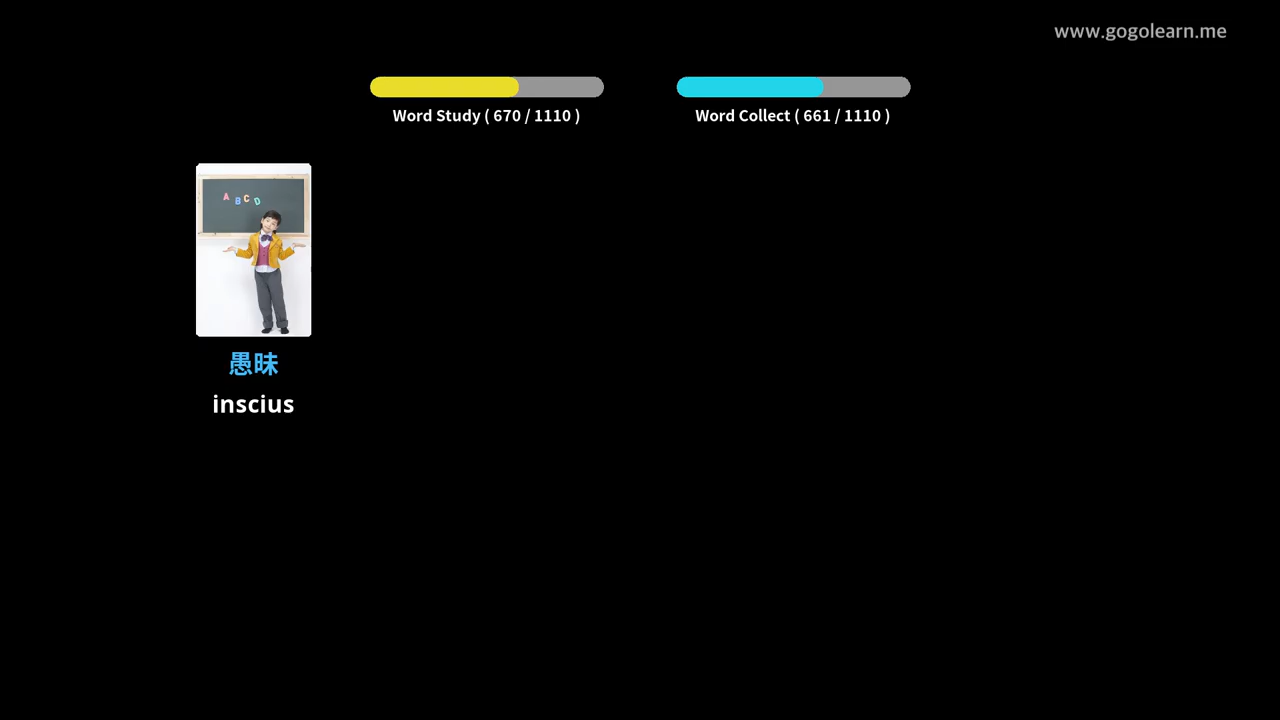 www.gogolearn.me
Word Study ( 670 / 1110 )
Word Collect ( 661 / 1110 )
A B C D
愚昧
inscius